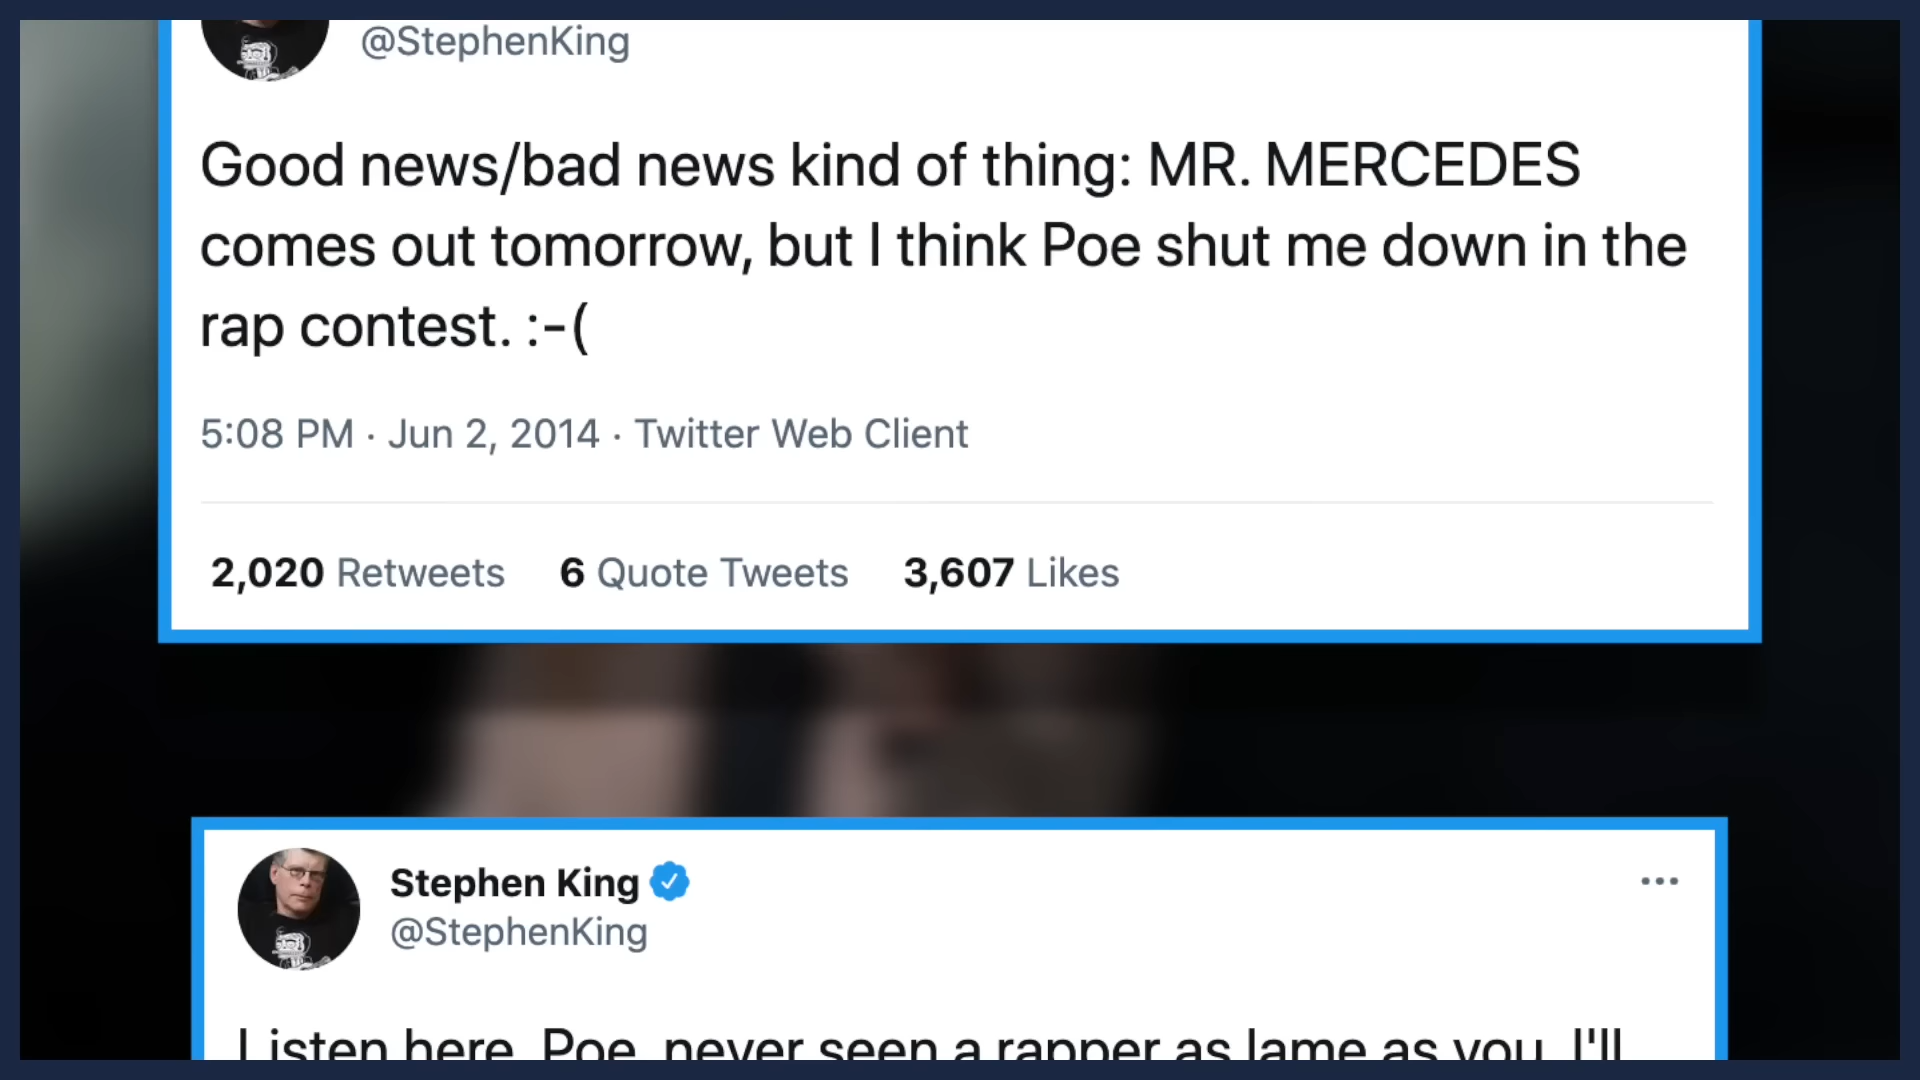 @StephenKing
Good news/bad news kind of thing: MR. MERCEDES
comes out tomorrow, but I think Poe shut me down in the
rap contest. :-(
5:08 PM · Jun 2, 2014 · Twitter Web Client
2,020 Retweets 6 Quote Tweets 3,607 Likes
Stephen King
@StephenKing
Listen here, Poe, never seen a rapper as lame as you. I'll